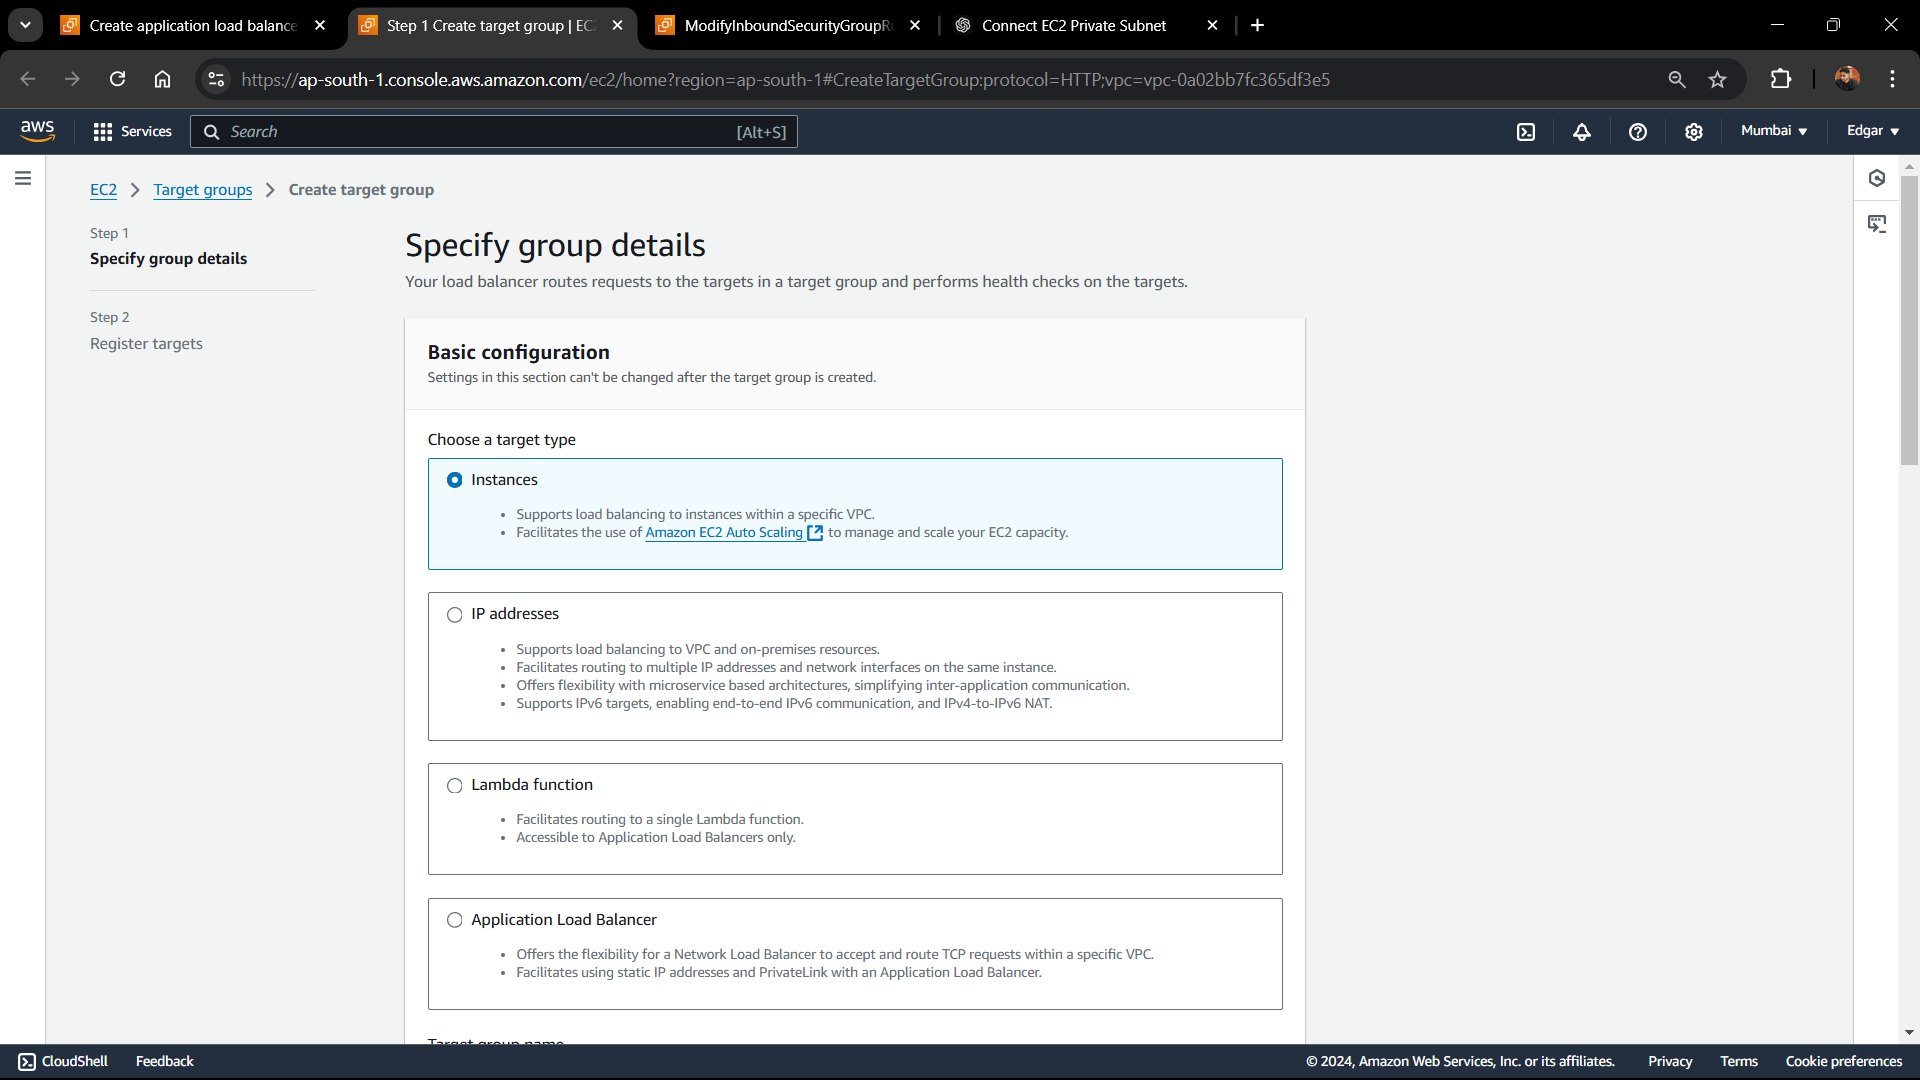 Create application load balance
Step 1 Create target group | EC2
ModifyInboundSecurityGroupRu
Connect EC2 Private Subnet
https://ap-south-1.console.aws.amazon.com/ec2/home?region=ap-south-1#CreateTargetGroup:protocol=HTTP;vpc=vpc-0a02bb7fc365df3e5
aws
Services
Search
[Alt+S]
Mumbai
Edgar
EC2
Target groups
Create target group
Step 1
Specify group details
Step 2
Register targets
Specify group details
Your load balancer routes requests to the targets in a target group and performs health checks on the targets.
Basic configuration
Settings in this section can't be changed after the target group is created.
Choose a target type
Instances
• Supports load balancing to instances within a specific VPC.
• Facilitates the use of Amazon EC2 Auto Scaling to manage and scale your EC2 capacity.
IP addresses
• Supports load balancing to VPC and on-premises resources.
• Facilitates routing to multiple IP addresses and network interfaces on the same instance.
• Offers flexibility with microservice based architectures, simplifying inter-application communication.
• Supports IPv6 targets, enabling end-to-end IPv6 communication, and IPv4-to-IPv6 NAT.
Lambda function
• Facilitates routing to a single Lambda function.
• Accessible to Application Load Balancers only.
Application Load Balancer
• Offers the flexibility for a Network Load Balancer to accept and route TCP requests within a specific VPC.
• Facilitates using static IP addresses and PrivateLink with an Application Load Balancer.
Target group name
CloudShell
Feedback
© 2024, Amazon Web Services, Inc. or its affiliates.
Privacy
Terms
Cookie preferences